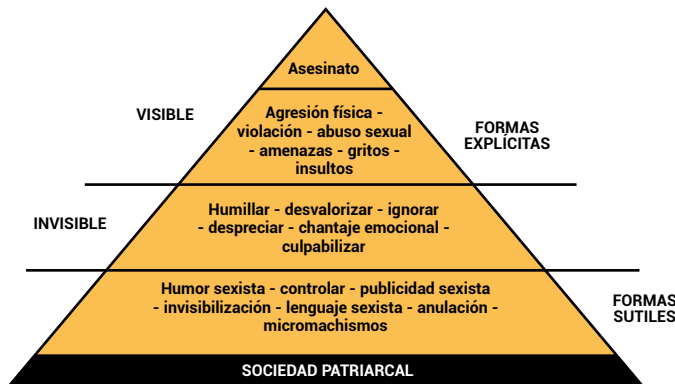 Asesinato
VISIBLE
Agresión física -
violación - abuso sexual
- amenazas - gritos -
insultos
FORMAS
EXPLÍCITAS
INVISIBLE
Humillar - desvalorizar - ignorar
- despreciar - chantaje emocional -
culpabilizar
Humor sexista - controlar - publicidad sexista
- invisibilización - lenguaje sexista - anulación -
micromachismos
FORMAS
SUTILES
SOCIEDAD PATRIARCAL